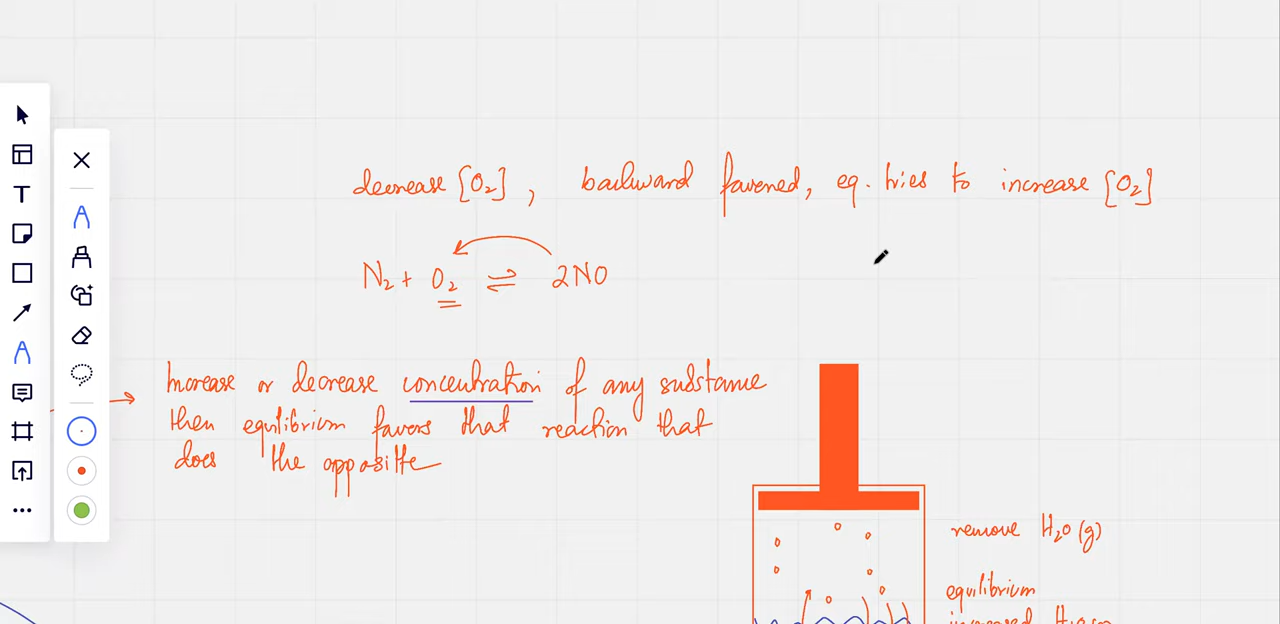 decrease [O₂], backward favored, eq. tries to increase [O₂]
N₂ + O₂ ⇌ 2NO
→ Increase or decrease concentration of any substance
then equilibrium favors that reaction that
does the opposite
remove H₂O (g)
equilibrium
T
A